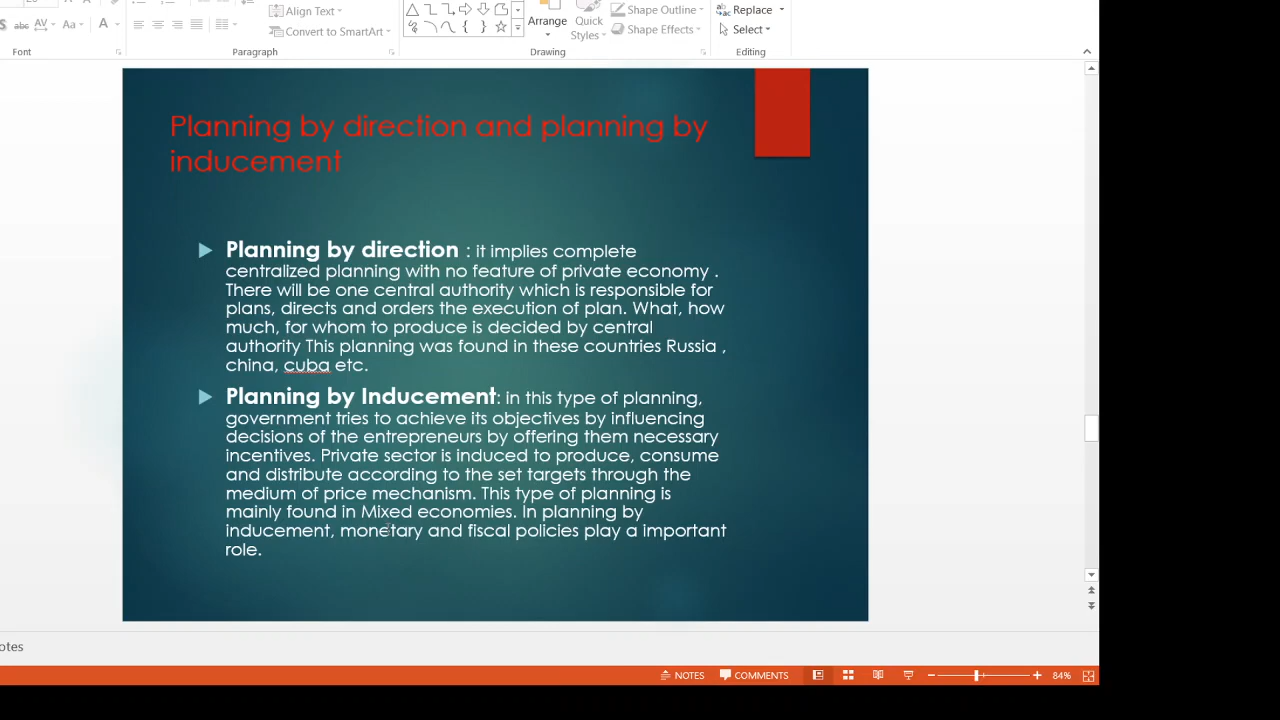 Align Text
Replace
Shape Outline
abc AV Aa A
Arrange Quick Styles
Select
Convert to SmartArt
Shape Effects
Font Paragraph Drawing Editing
Planning by direction and planning by
inducement
Planning by direction : it implies complete
centralized planning with no feature of private economy .
There will be one central authority which is responsible for
plans, directs and orders the execution of plan. What, how
much, for whom to produce is decided by central
authority This planning was found in these countries Russia ,
china, cuba etc.
Planning by Inducement: in this type of planning,
government tries to achieve its objectives by influencing
decisions of the entrepreneurs by offering them necessary
incentives. Private sector is induced to produce, consume
and distribute according to the set targets through the
medium of price mechanism. This type of planning is
mainly found in Mixed economies. In planning by
inducement, monetary and fiscal policies play a important
role.
otes
NOTES COMMENTS 84%